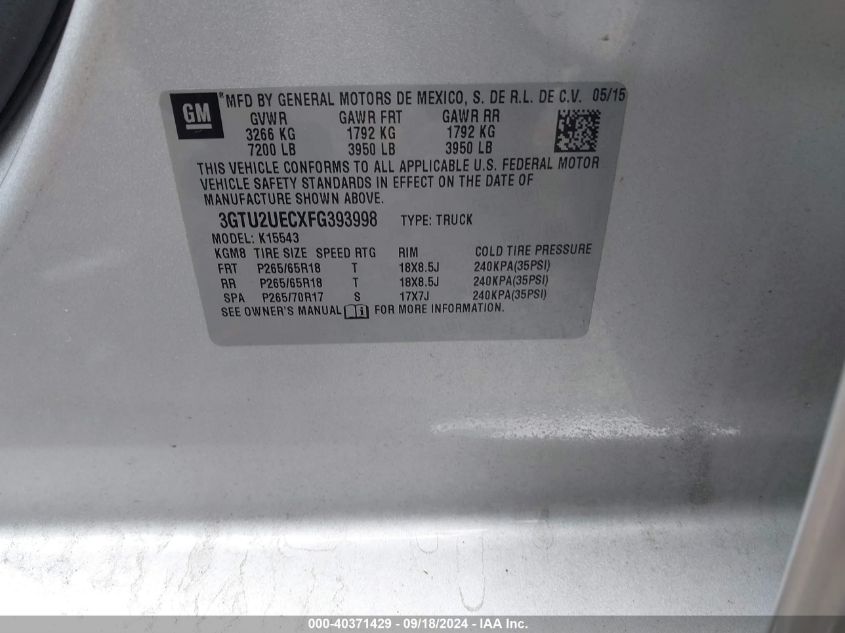 GM *MFD BY GENERAL MOTORS DE MEXICO, S. DE R.L. DE C.V. 05/15
GVWR GAWR FRT GAWR RR
3266 KG 1792 KG 1792 KG
7200 LB 3950 LB 3950 LB
THIS VEHICLE CONFORMS TO ALL APPLICABLE U.S. FEDERAL MOTOR
VEHICLE SAFETY STANDARDS IN EFFECT ON THE DATE OF
MANUFACTURE SHOWN ABOVE.
3GTU2UECXFG393998 TYPE: TRUCK
MODEL: K15543
KGM8 TIRE SIZE SPEED RTG RIM COLD TIRE PRESSURE
FRT P265/65R18 T 18X8.5J 240KPA(35PSI)
RR P265/65R18 T 18X8.5J 240KPA(35PSI)
SPA P265/70R17 S 17X7J 240KPA(35PSI)
SEE OWNER'S MANUAL FOR MORE INFORMATION.
000-40371429 - 09/18/2024 - IAA Inc.